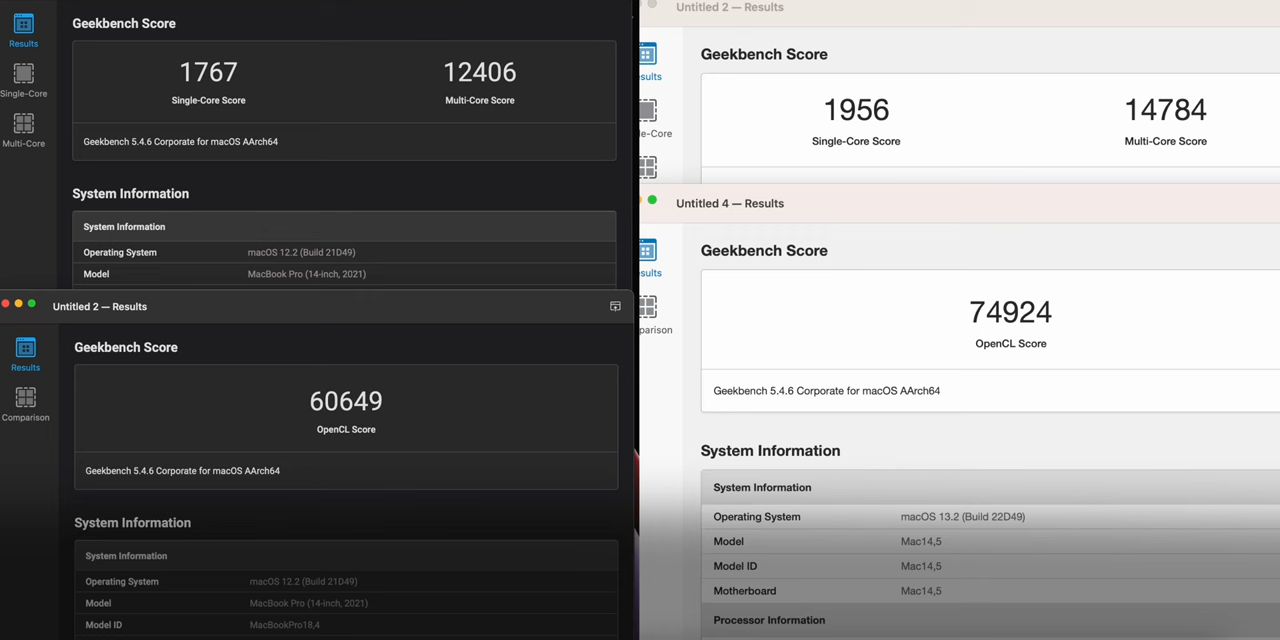 Geekbench Score
Results
1767
12406
Single-Core Score
Multi-Core Score
Single-Core
Geekbench 5.4.6 Corporate for macOS AArch64
Multi-Core
System Information
System Information
Operating System macOS 12.2 (Build 21D49)
Model MacBook Pro (14-inch, 2021)
Untitled 2 — Results
Geekbench Score
Results
60649
OpenCL Score
Comparison
Geekbench 5.4.6 Corporate for macOS AArch64
System Information
System Information
Operating System macOS 12.2 (Build 21D49)
Model MacBook Pro (14-inch, 2021)
Model ID MacBookPro18,4
Untitled 2 — Results
Geekbench Score
sults
1956
14784
le-Core
Single-Core Score
Multi-Core Score
Untitled 4 — Results
Geekbench Score
sults
74924
parison
OpenCL Score
Geekbench 5.4.6 Corporate for macOS AArch64
System Information
System Information
Operating System macOS 13.2 (Build 22D49)
Model Mac14,5
Model ID Mac14,5
Motherboard Mac14,5
Processor Information